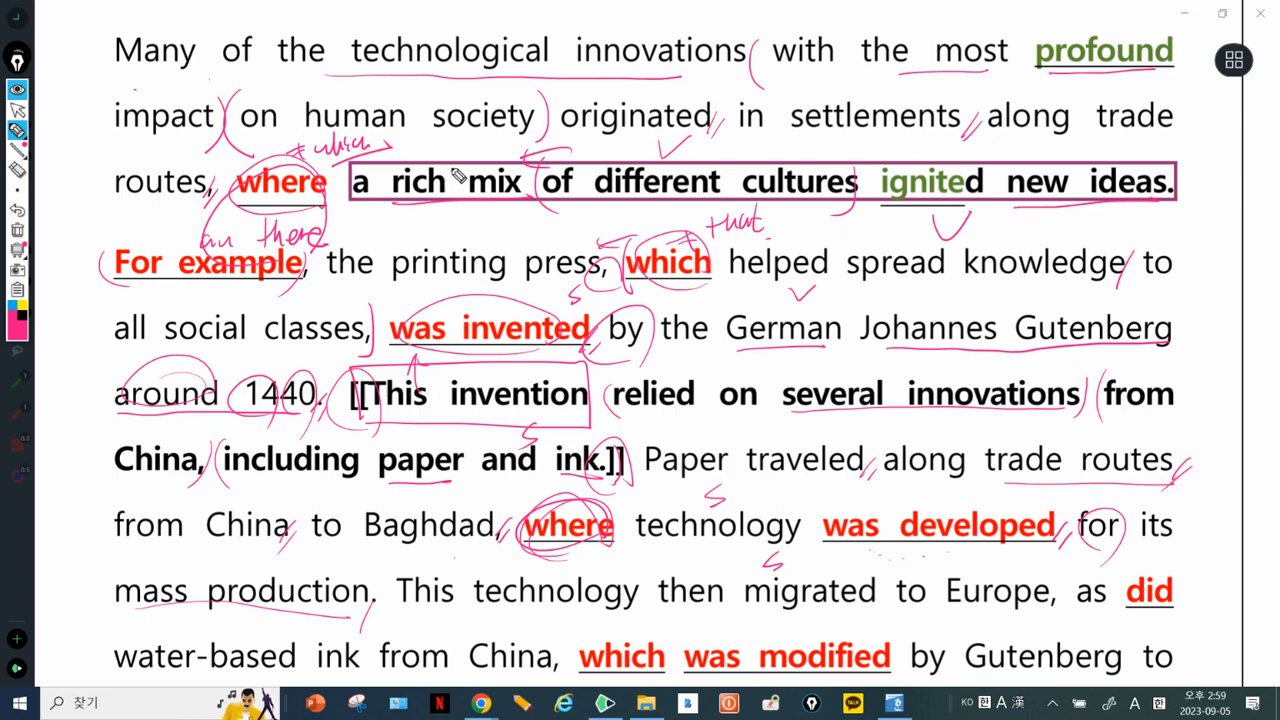 Many of the technological innovations with the most profound
impact on human society originated in settlements along trade
≠ which
routes, where a rich mix of different cultures ignited new ideas.
there ≠ that
For example, the printing press, which helped spread knowledge to
S
all social classes, was invented by the German Johannes Gutenberg
around 1440. [[This invention relied on several innovations from
S
China, including paper and ink.]] Paper traveled along trade routes
S
from China to Baghdad, where technology was developed for its
S
mass production. This technology then migrated to Europe, as did
water-based ink from China, which was modified by Gutenberg to
찾기
TALK
한 A 漢
A 한
오후 2:59
2023-09-05